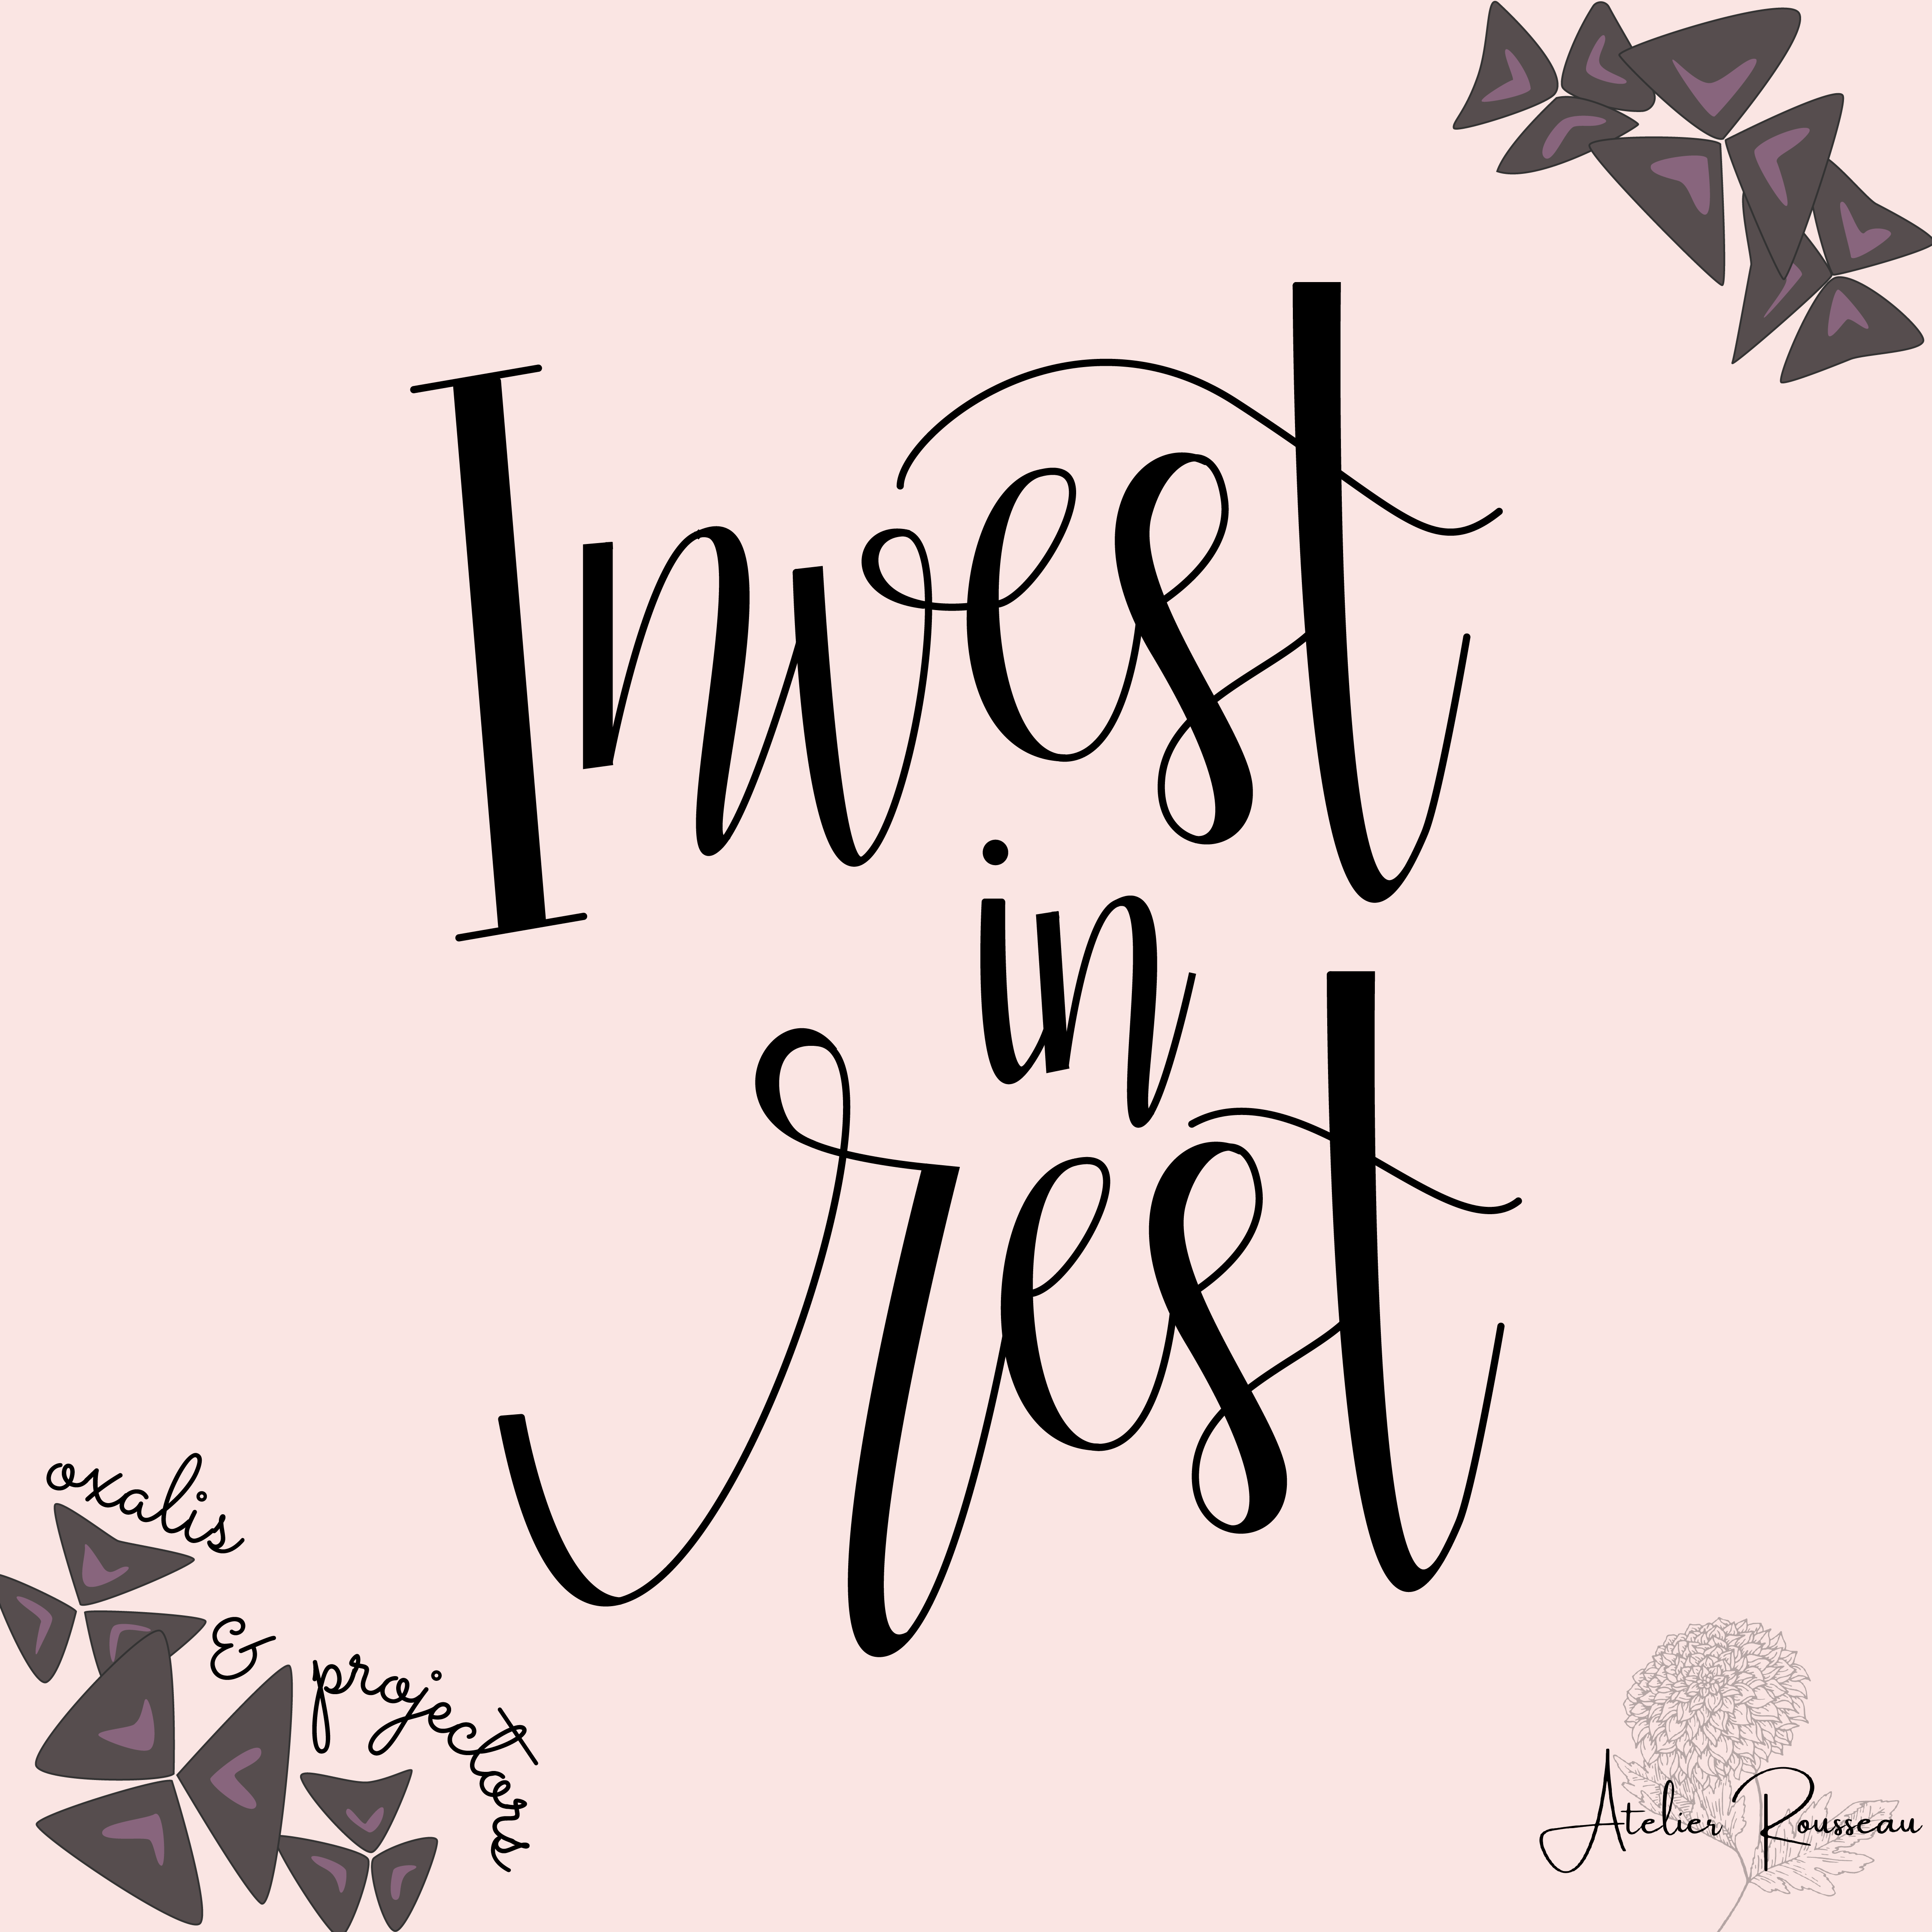 Invest
in
rest
oxalis
& projectors
Atelier Rousseau